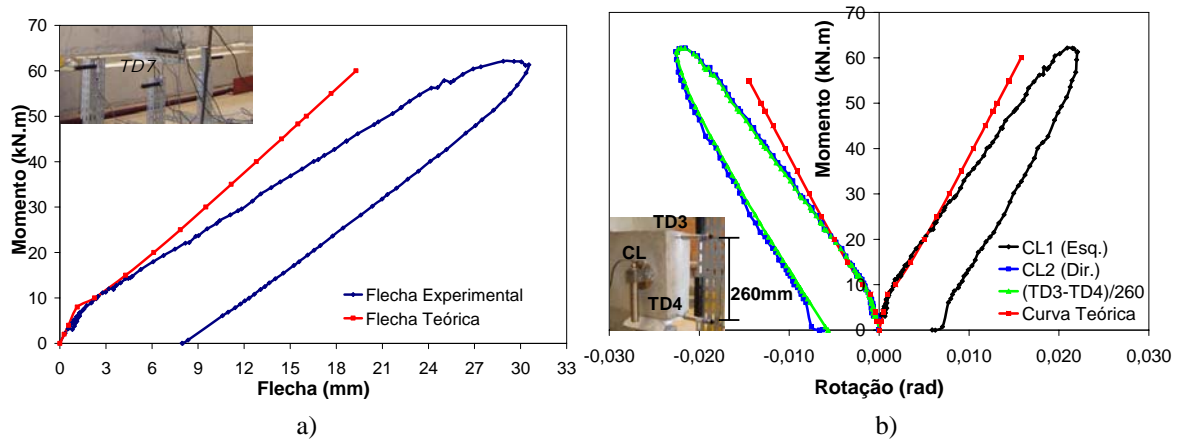 Momento (kN.m)
70
60
50
40
30
20
10
0
TD7
Flecha Experimental
Flecha Teórica
0 3 6 9 12 15 18 21 24 27 30 33
Flecha (mm)
a)
Momento (kN.m)
70
60
50
40
30
20
10
0
TD3
CL
TD4
260mm
CL1 (Esq.)
CL2 (Dir.)
(TD3-TD4)/260
Curva Teórica
-0,030 -0,020 -0,010 0,000 0,010 0,020 0,030
Rotação (rad)
b)